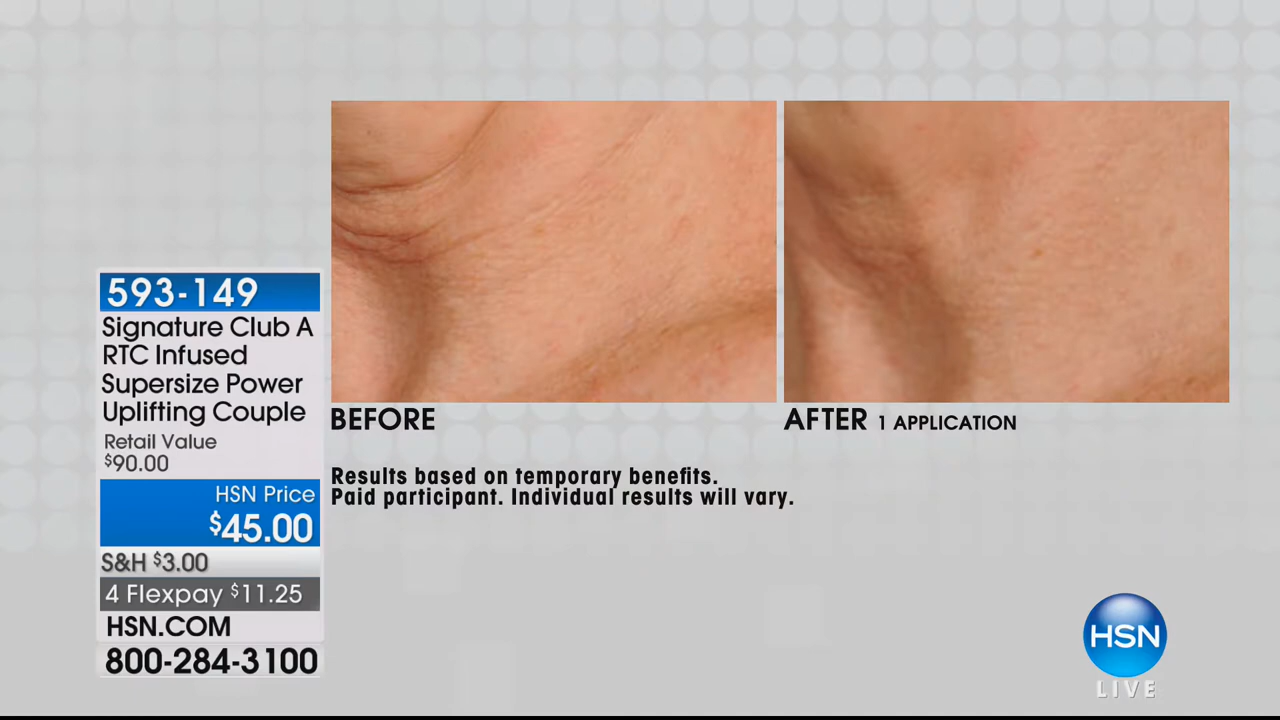 593-149
Signature Club A
RTC Infused
Supersize Power
Uplifting Couple
Retail Value
$90.00
HSN Price
$45.00
S&H $3.00
4 Flexpay $11.25
HSN.COM
800-284-3100
BEFORE
AFTER 1 APPLICATION
Results based on temporary benefits.
Paid participant. Individual results will vary.
HSN
LIVE